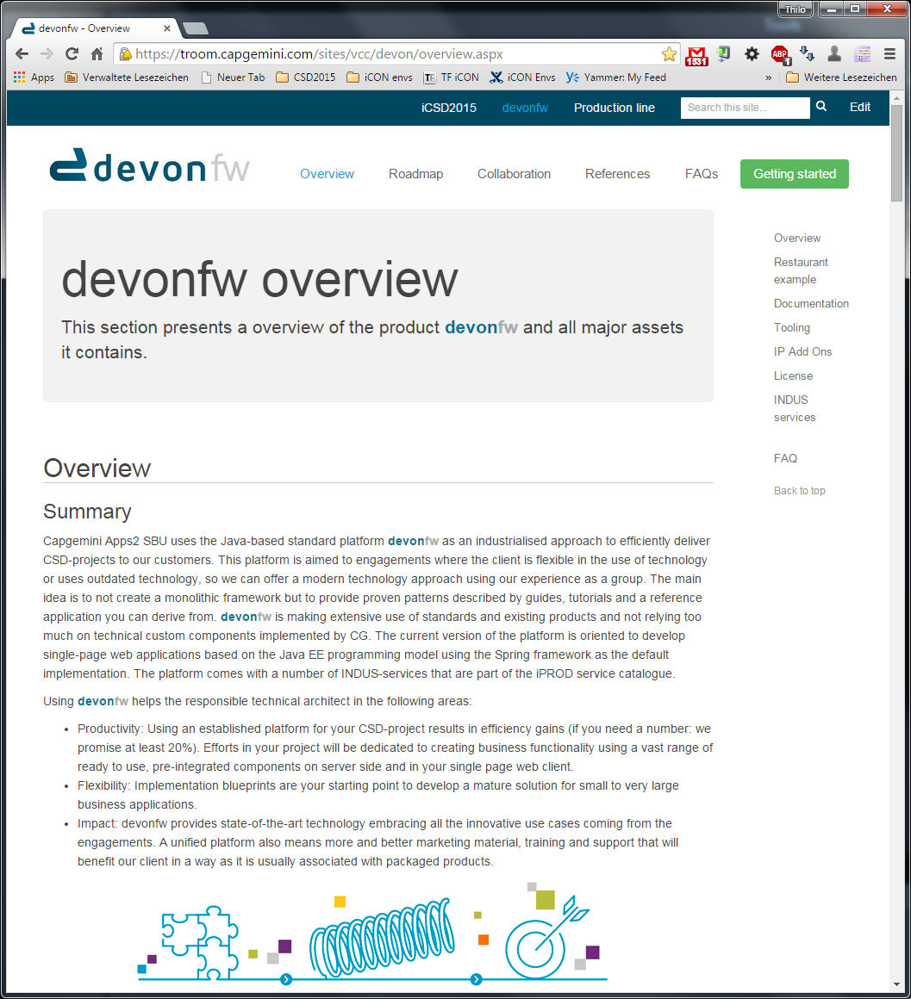 Thilo
devonfw - Overview
https://troom.capgemini.com/sites/vcc/devon/overview.aspx
1531
ABP
1
Apps
Verwaltete Lesezeichen
Neuer Tab
CSD2015
iCON envs
TF iCON
iCON Envs
Yammer: My Feed
»
Weitere Lesezeichen
iCSD2015
devonfw
Production line
Search this site...
Edit
devonfw
Overview
Roadmap
Collaboration
References
FAQs
Getting started
devonfw overview
This section presents a overview of the product devonfw and all major assets
it contains.
Overview
Restaurant
example
Documentation
Tooling
IP Add Ons
License
INDUS
services
FAQ
Back to top
Overview
Summary
Capgemini Apps2 SBU uses the Java-based standard platform devonfw as an industrialised approach to efficiently deliver
CSD-projects to our customers. This platform is aimed to engagements where the client is flexible in the use of technology
or uses outdated technology, so we can offer a modern technology approach using our experience as a group. The main
idea is to not create a monolithic framework but to provide proven patterns described by guides, tutorials and a reference
application you can derive from. devonfw is making extensive use of standards and existing products and not relying too
much on technical custom components implemented by CG. The current version of the platform is oriented to develop
single-page web applications based on the Java EE programming model using the Spring framework as the default
implementation. The platform comes with a number of INDUS-services that are part of the iPROD service catalogue.
Using devonfw helps the responsible technical architect in the following areas:
• Productivity: Using an established platform for your CSD-project results in efficiency gains (if you need a number: we
promise at least 20%). Efforts in your project will be dedicated to creating business functionality using a vast range of
ready to use, pre-integrated components on server side and in your single page web client.
• Flexibility: Implementation blueprints are your starting point to develop a mature solution for small to very large
business applications.
• Impact: devonfw provides state-of-the-art technology embracing all the innovative use cases coming from the
engagements. A unified platform also means more and better marketing material, training and support that will
benefit our client in a way as it is usually associated with packaged products.